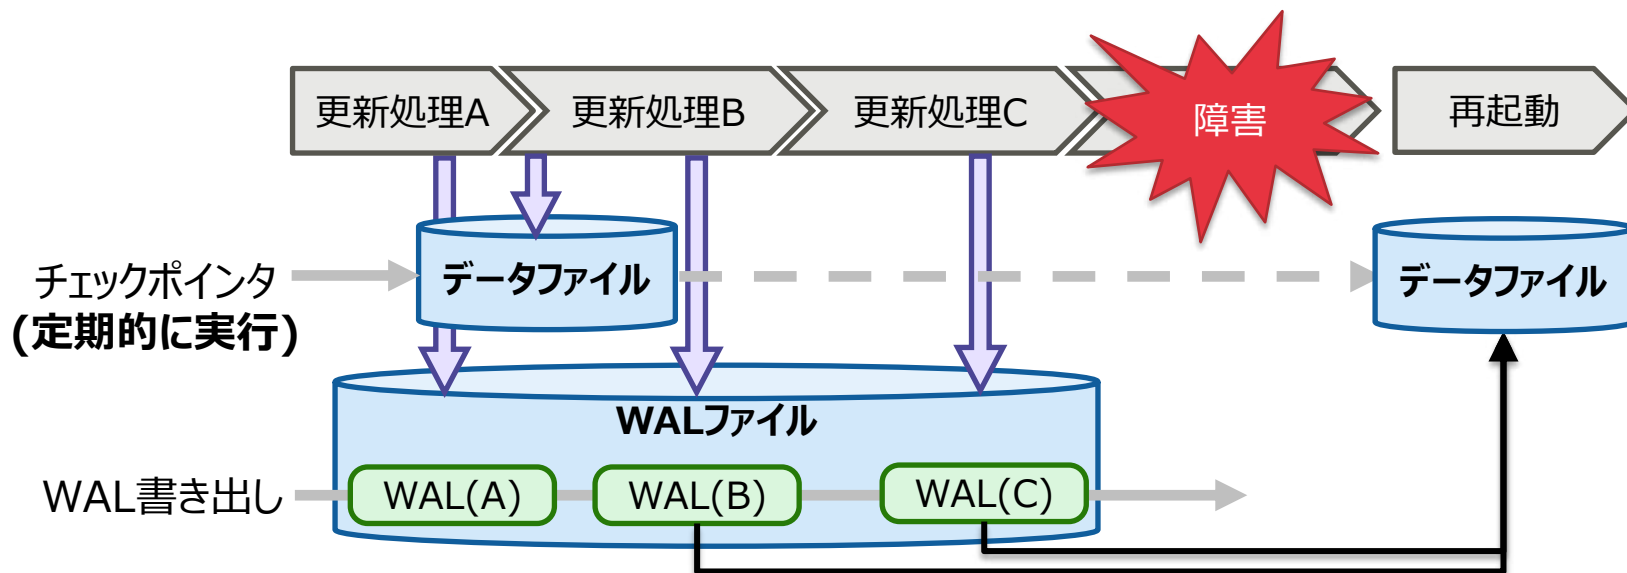 更新処理A
更新処理B
更新処理C
障害
再起動
チェックポインタ
(定期的に実行)
データファイル
データファイル
WALファイル
WAL書き出し
WAL(A)
WAL(B)
WAL(C)